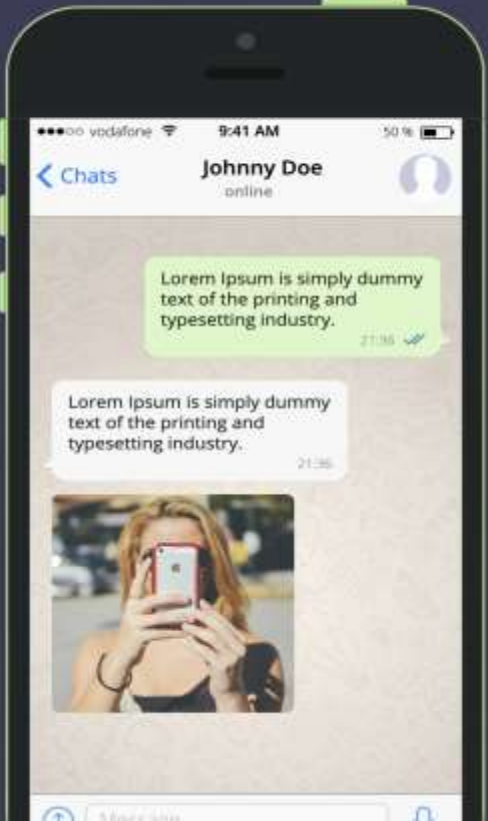 vodafone 9:41 AM 50 %
Chats Johnny Doe
online
Lorem Ipsum is simply dummy
text of the printing and
typesetting industry.
21:36
Lorem Ipsum is simply dummy
text of the printing and
typesetting industry.
21:36
Message